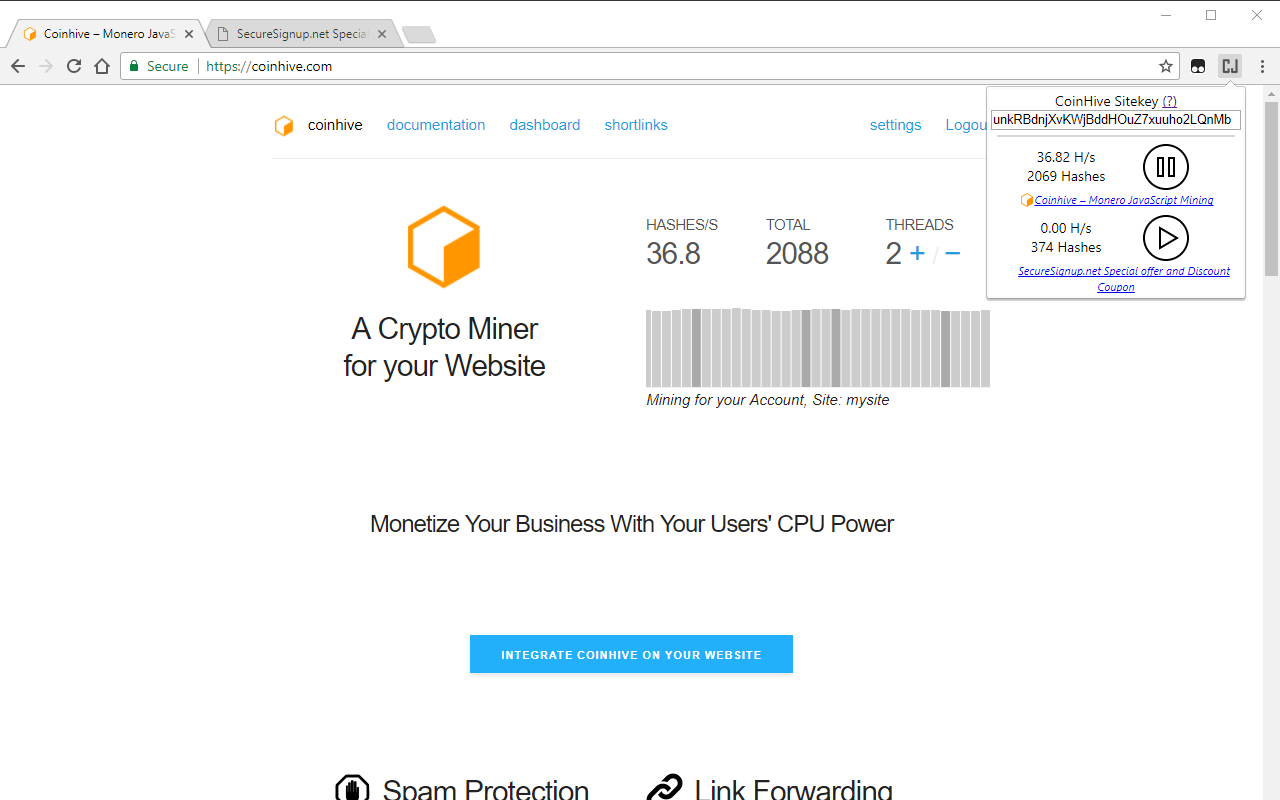 Coinhive – Monero JavaS
SecureSignup.net Specia
Secure
https://coinhive.com
CJ
CoinHive Sitekey (?)
unkRBdnjXvKWjBddHOuZ7xuuho2LQnMb
36.82 H/s
2069 Hashes
Coinhive – Monero JavaScript Mining
0.00 H/s
374 Hashes
SecureSignup.net Special offer and Discount
Coupon
coinhive documentation dashboard shortlinks settings Logou
HASHES/S TOTAL THREADS
36.8 2088 2 + / −
A Crypto Miner
for your Website
Mining for your Account, Site: mysite
Monetize Your Business With Your Users' CPU Power
INTEGRATE COINHIVE ON YOUR WEBSITE
Spam Protection Link Forwarding